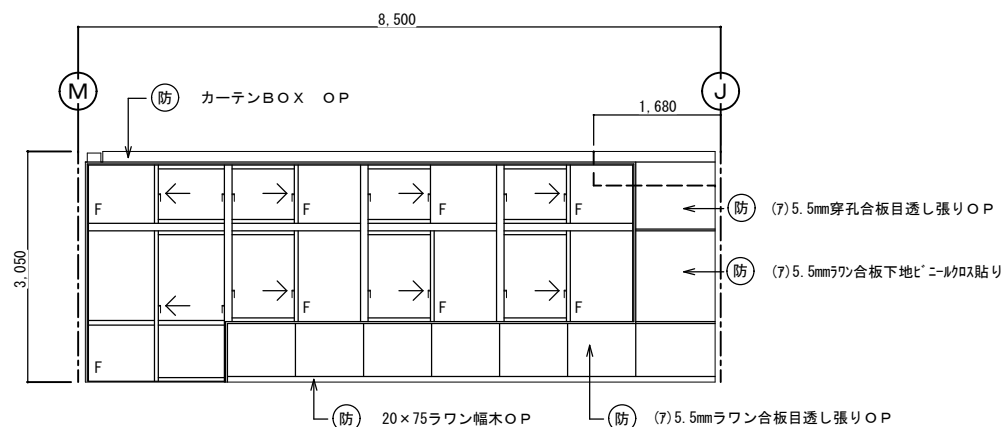 8,500
M
J
防 カーテンBOX OP
1,680
3,050
F
F
F
F
防 (ｱ)5.5mm穿孔合板目透し張りOP
防 (ｱ)5.5mmﾗﾜﾝ合板下地ﾋﾞﾆｰﾙｸﾛｽ貼り
F
F
F
F
防 20×75ラワン幅木OP
防 (ｱ)5.5mmラワン合板目透し張りOP